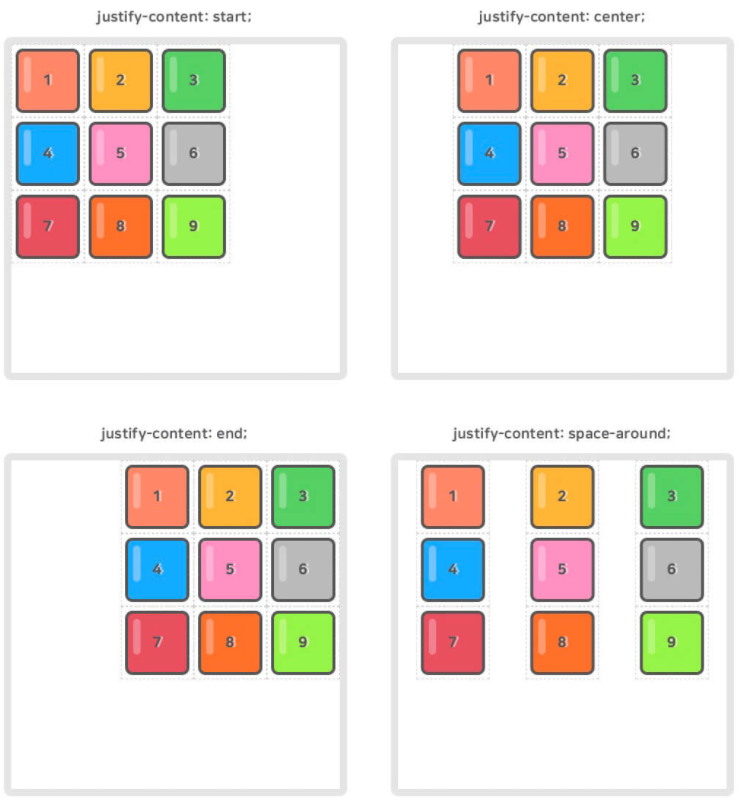 justify-content: start;
1 2 3
4 5 6
7 8 9
justify-content: center;
1 2 3
4 5 6
7 8 9
justify-content: end;
1 2 3
4 5 6
7 8 9
justify-content: space-around;
1 2 3
4 5 6
7 8 9